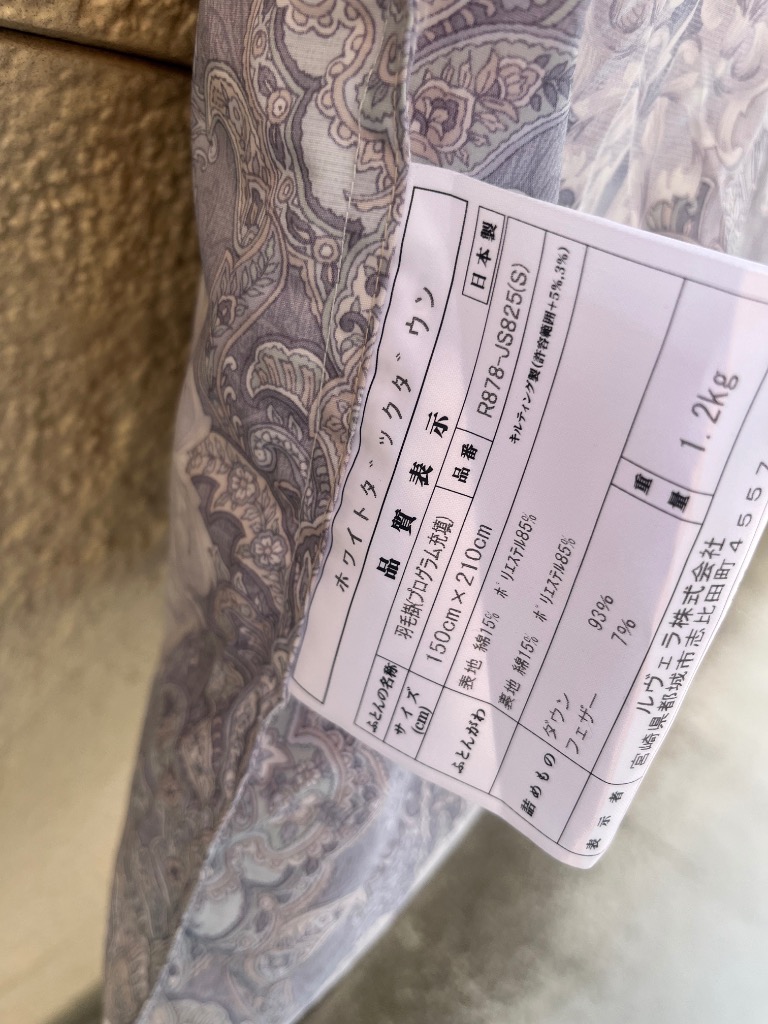 ホワイトダックダウン
品質表示
日本製
ふとんの名称 羽毛掛(プログラム充填) 品番 R878-JS825(S)
サイズ(cm) 150cm×210cm キルティング製(許容範囲+5%,3%)
ふとんがわ 表地 綿15% ポリエステル85%
裏地 綿15% ポリエステル85%
詰めもの ダウン 93% 重量 1.2kg
フェザー 7%
表示者 ルヴェラ株式会社
宮崎県都城市志比田町4557